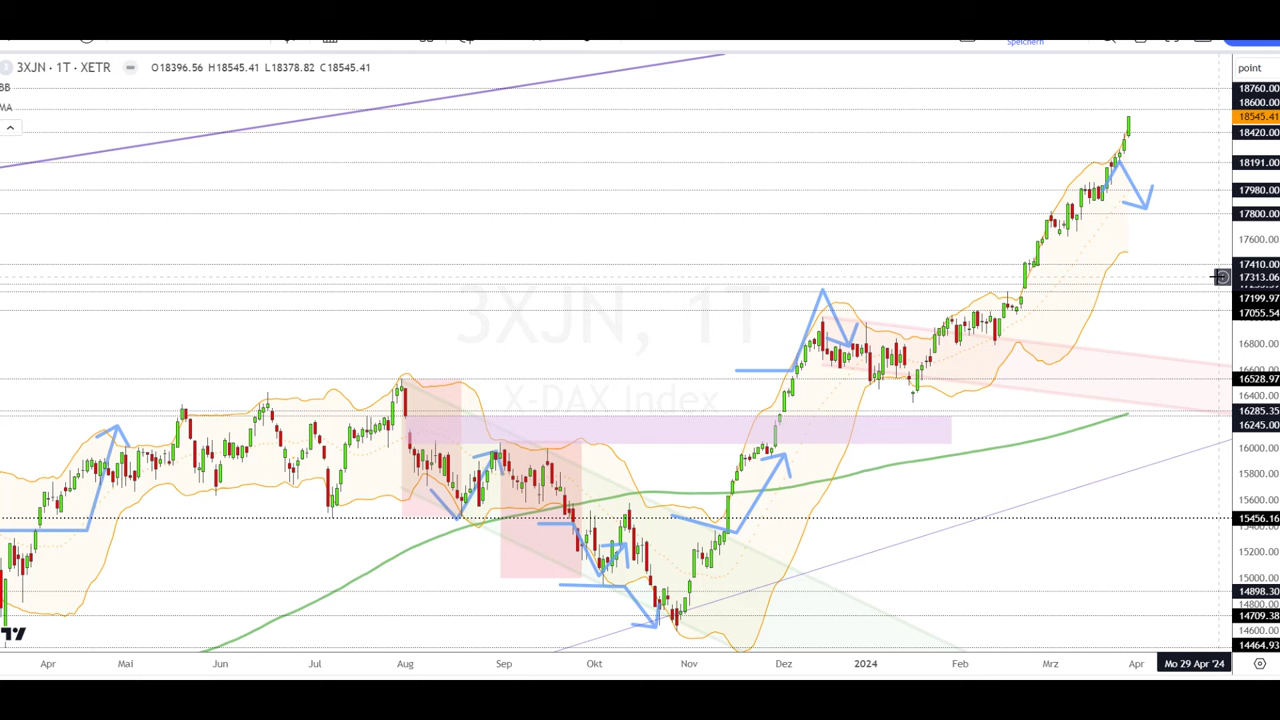 Speichern
3XJN · 1T · XETR
O18396.56 H18545.41 L18378.82 C18545.41
BB
MA
point
18760.00
18600.00
18545.41
18420.00
18191.00
17980.00
17800.00
17600.00
17410.00
17313.06
17199.97
17055.54
16800.00
16528.97
16400.00
16285.35
16245.00
16000.00
15800.00
15600.00
15456.16
15200.00
15000.00
14898.30
14800.00
14709.38
14600.00
14464.93
3XJN, 1T
X-DAX Index
Apr
Mai
Jun
Jul
Aug
Sep
Okt
Nov
Dez
2024
Feb
Mrz
Apr
Mo 29 Apr '24